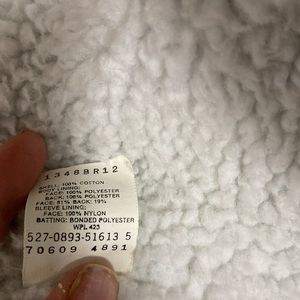 1348BR12
SHELL: 100% COTTON
BODY LINING:
FACE: 100% POLYESTER
BACK: 100% POLYESTER
FACE: 81% BACK: 19%
SLEEVE LINING:
FACE: 100% NYLON
BATTING: BONDED POLYESTER
WPL 423
527-0893-51613 5
70609 4891